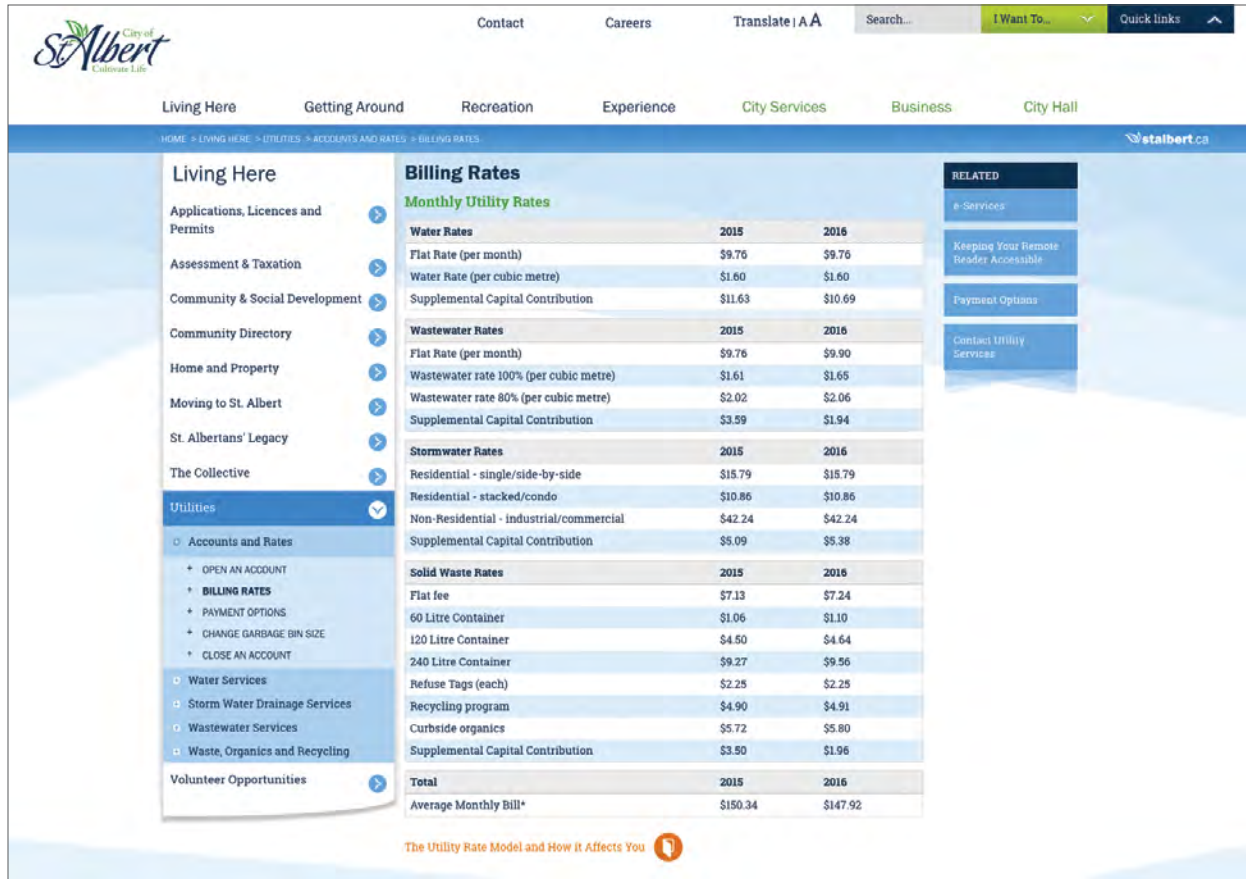 City of
St. Albert
Cultivate Life
Contact
Careers
Translate | A A
Search...
I Want To...
Quick links
Living Here
Getting Around
Recreation
Experience
City Services
Business
City Hall
HOME > LIVING HERE > UTILITIES > ACCOUNTS AND RATES > BILLING RATES
stalbert.ca
Living Here
Applications, Licences and
Permits
Assessment & Taxation
Community & Social Development
Community Directory
Home and Property
Moving to St. Albert
St. Albertans' Legacy
The Collective
Utilities
Accounts and Rates
+ OPEN AN ACCOUNT
+ BILLING RATES
+ PAYMENT OPTIONS
+ CHANGE GARBAGE BIN SIZE
+ CLOSE AN ACCOUNT
Water Services
Storm Water Drainage Services
Wastewater Services
Waste, Organics and Recycling
Volunteer Opportunities
Billing Rates
Monthly Utility Rates
Water Rates 2015 2016
Flat Rate (per month) $9.76 $9.76
Water Rate (per cubic metre) $1.60 $1.60
Supplemental Capital Contribution $11.63 $10.69
Wastewater Rates 2015 2016
Flat Rate (per month) $9.76 $9.90
Wastewater rate 100% (per cubic metre) $1.61 $1.65
Wastewater rate 80% (per cubic metre) $2.02 $2.06
Supplemental Capital Contribution $3.59 $1.94
Stormwater Rates 2015 2016
Residential - single/side-by-side $15.79 $15.79
Residential - stacked/condo $10.86 $10.86
Non-Residential - industrial/commercial $42.24 $42.24
Supplemental Capital Contribution $5.09 $5.38
Solid Waste Rates 2015 2016
Flat fee $7.13 $7.24
60 Litre Container $1.06 $1.10
120 Litre Container $4.50 $4.64
240 Litre Container $9.27 $9.56
Refuse Tags (each) $2.25 $2.25
Recycling program $4.90 $4.91
Curbside organics $5.72 $5.80
Supplemental Capital Contribution $3.50 $1.96
Total 2015 2016
Average Monthly Bill* $150.34 $147.92
The Utility Rate Model and How it Affects You
RELATED
e-Services
Keeping Your Remote
Reader Accessible
Payment Options
Contact Utility
Services